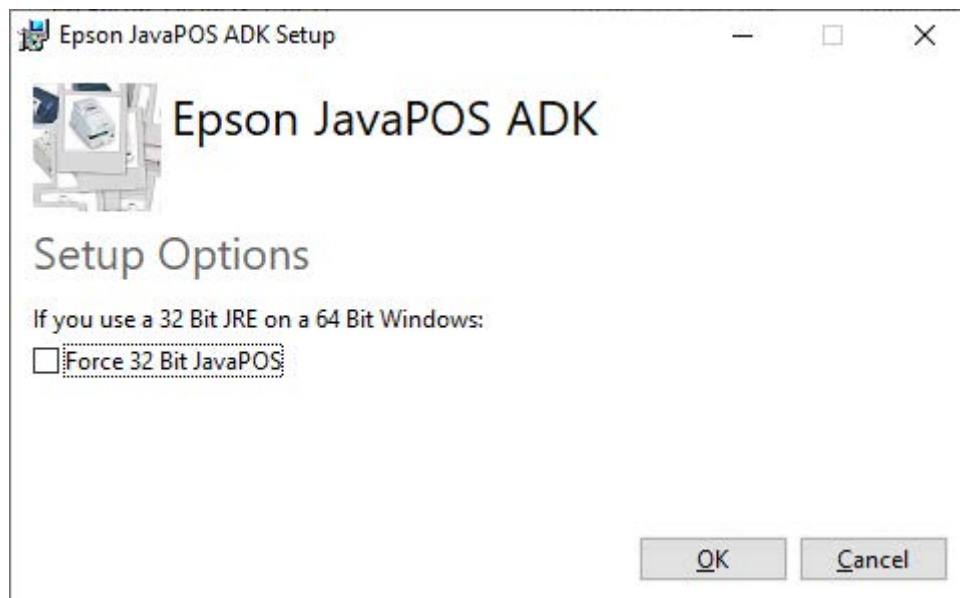 Epson JavaPOS ADK Setup
Epson JavaPOS ADK
Setup Options
If you use a 32 Bit JRE on a 64 Bit Windows:
Force 32 Bit JavaPOS
OK
Cancel